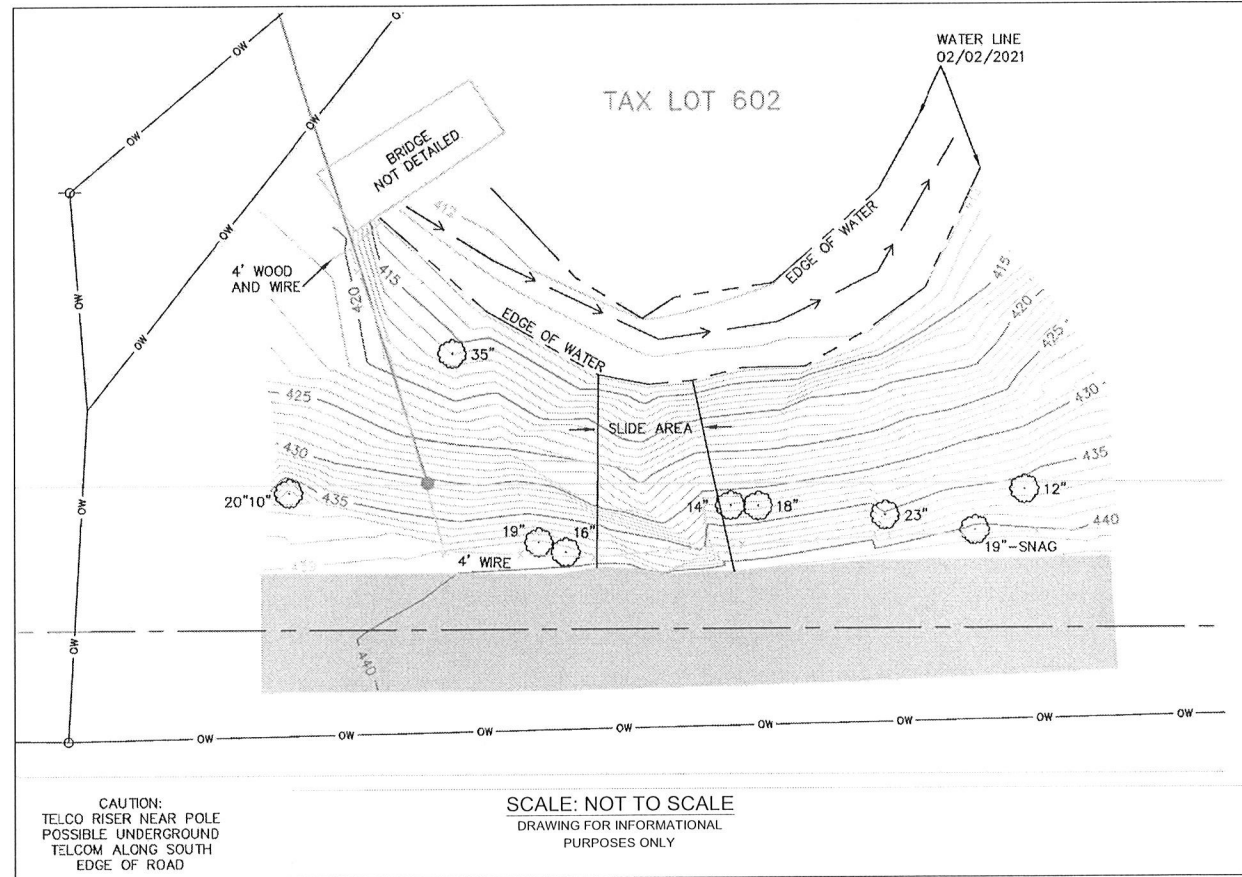 WATER LINE
02/02/2021
TAX LOT 602
OW
OW
OW
OW
OW
OW
OW
BRIDGE
NOT DETAILED
412
EDGE OF WATER
4' WOOD
AND WIRE
415
420
415
420
425
EDGE OF WATER
35"
425
430
SLIDE AREA
430
435
435
20"10"
14"
18"
12"
23"
19"
16"
19"-SNAG
440
4' WIRE
440
OW
OW
OW
OW
OW
OW
OW
OW
CAUTION:
TELCO RISER NEAR POLE
POSSIBLE UNDERGROUND
TELCOM ALONG SOUTH
EDGE OF ROAD
SCALE: NOT TO SCALE
DRAWING FOR INFORMATIONAL
PURPOSES ONLY